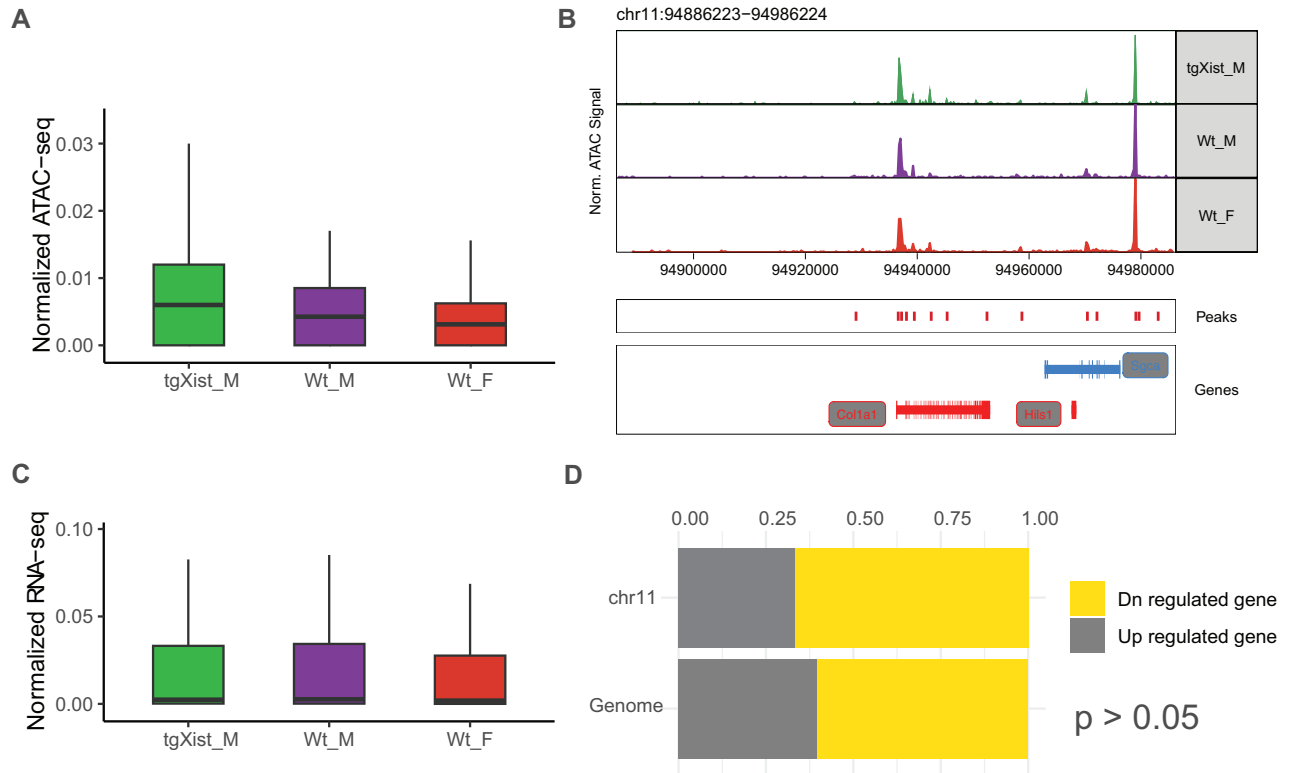 A
Normalized ATAC−seq
0.03
0.02
0.01
0.00
tgXist_M
Wt_M
Wt_F
B
chr11:94886223−94986224
Norm. ATAC Signal
tgXist_M
Wt_M
Wt_F
94900000
94920000
94940000
94960000
94980000
Peaks
Sgca
Genes
Col1a1
Hils1
C
Normalized RNA−seq
0.10
0.05
0.00
tgXist_M
Wt_M
Wt_F
D
0.00
0.25
0.50
0.75
1.00
chr11
Genome
Dn regulated gene
Up regulated gene
p > 0.05